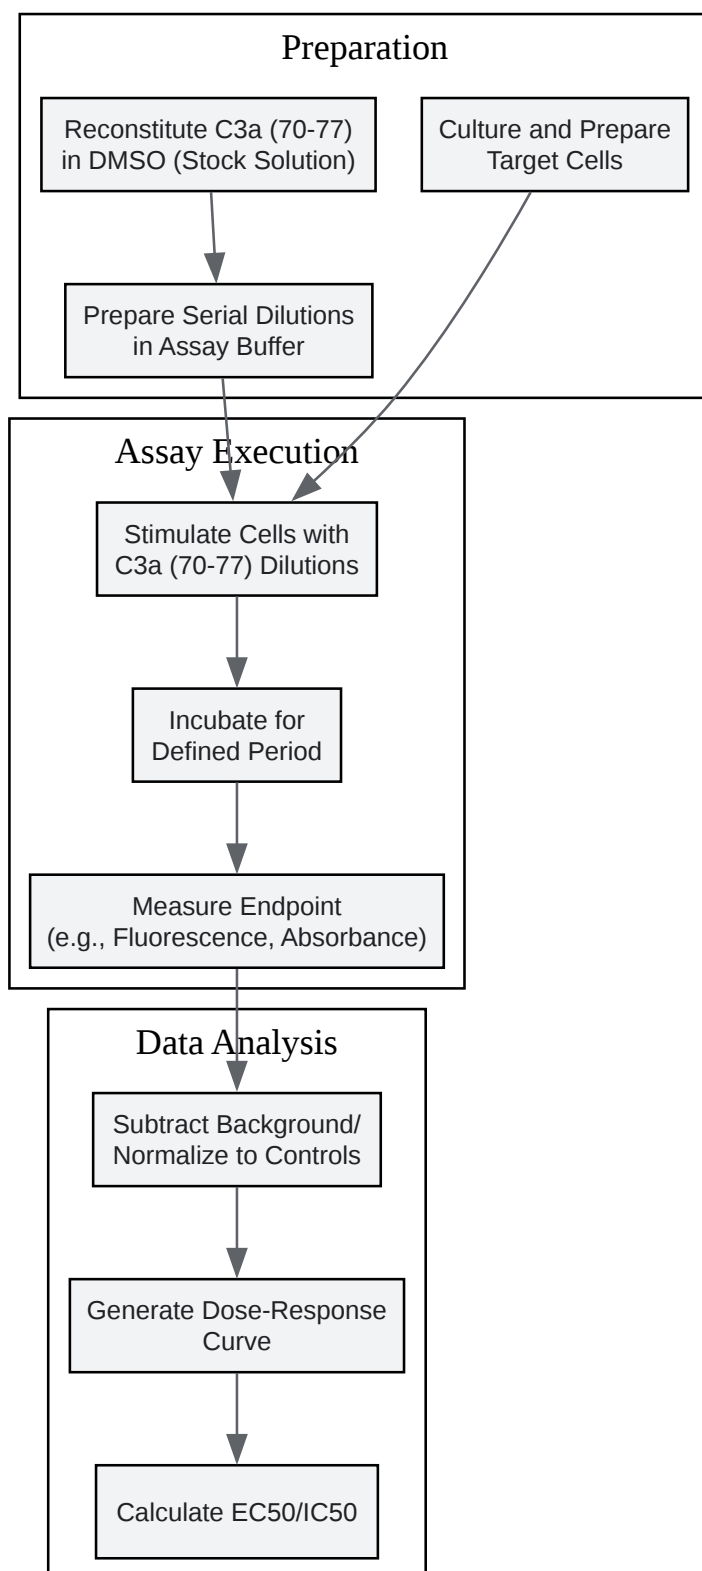 Preparation
Reconstitute C3a (70-77)
in DMSO (Stock Solution)
Culture and Prepare
Target Cells
Prepare Serial Dilutions
in Assay Buffer
Assay Execution
Stimulate Cells with
C3a (70-77) Dilutions
Incubate for
Defined Period
Measure Endpoint
(e.g., Fluorescence, Absorbance)
Data Analysis
Subtract Background/
Normalize to Controls
Generate Dose-Response
Curve
Calculate EC50/IC50